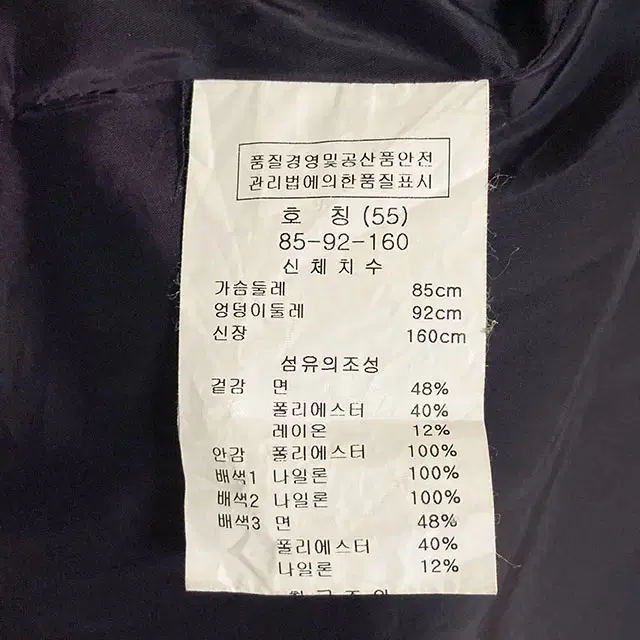 품질경영및공산품안전
관리법에의한품질표시
호 칭 (55)
85-92-160
신체치수
가슴둘레 85cm
엉덩이둘레 92cm
신장 160cm
섬유의조성
겉감 면 48%
폴리에스터 40%
레이온 12%
안감 폴리에스터 100%
배색1 나일론 100%
배색2 나일론 100%
배색3 면 48%
폴리에스터 40%
나일론 12%